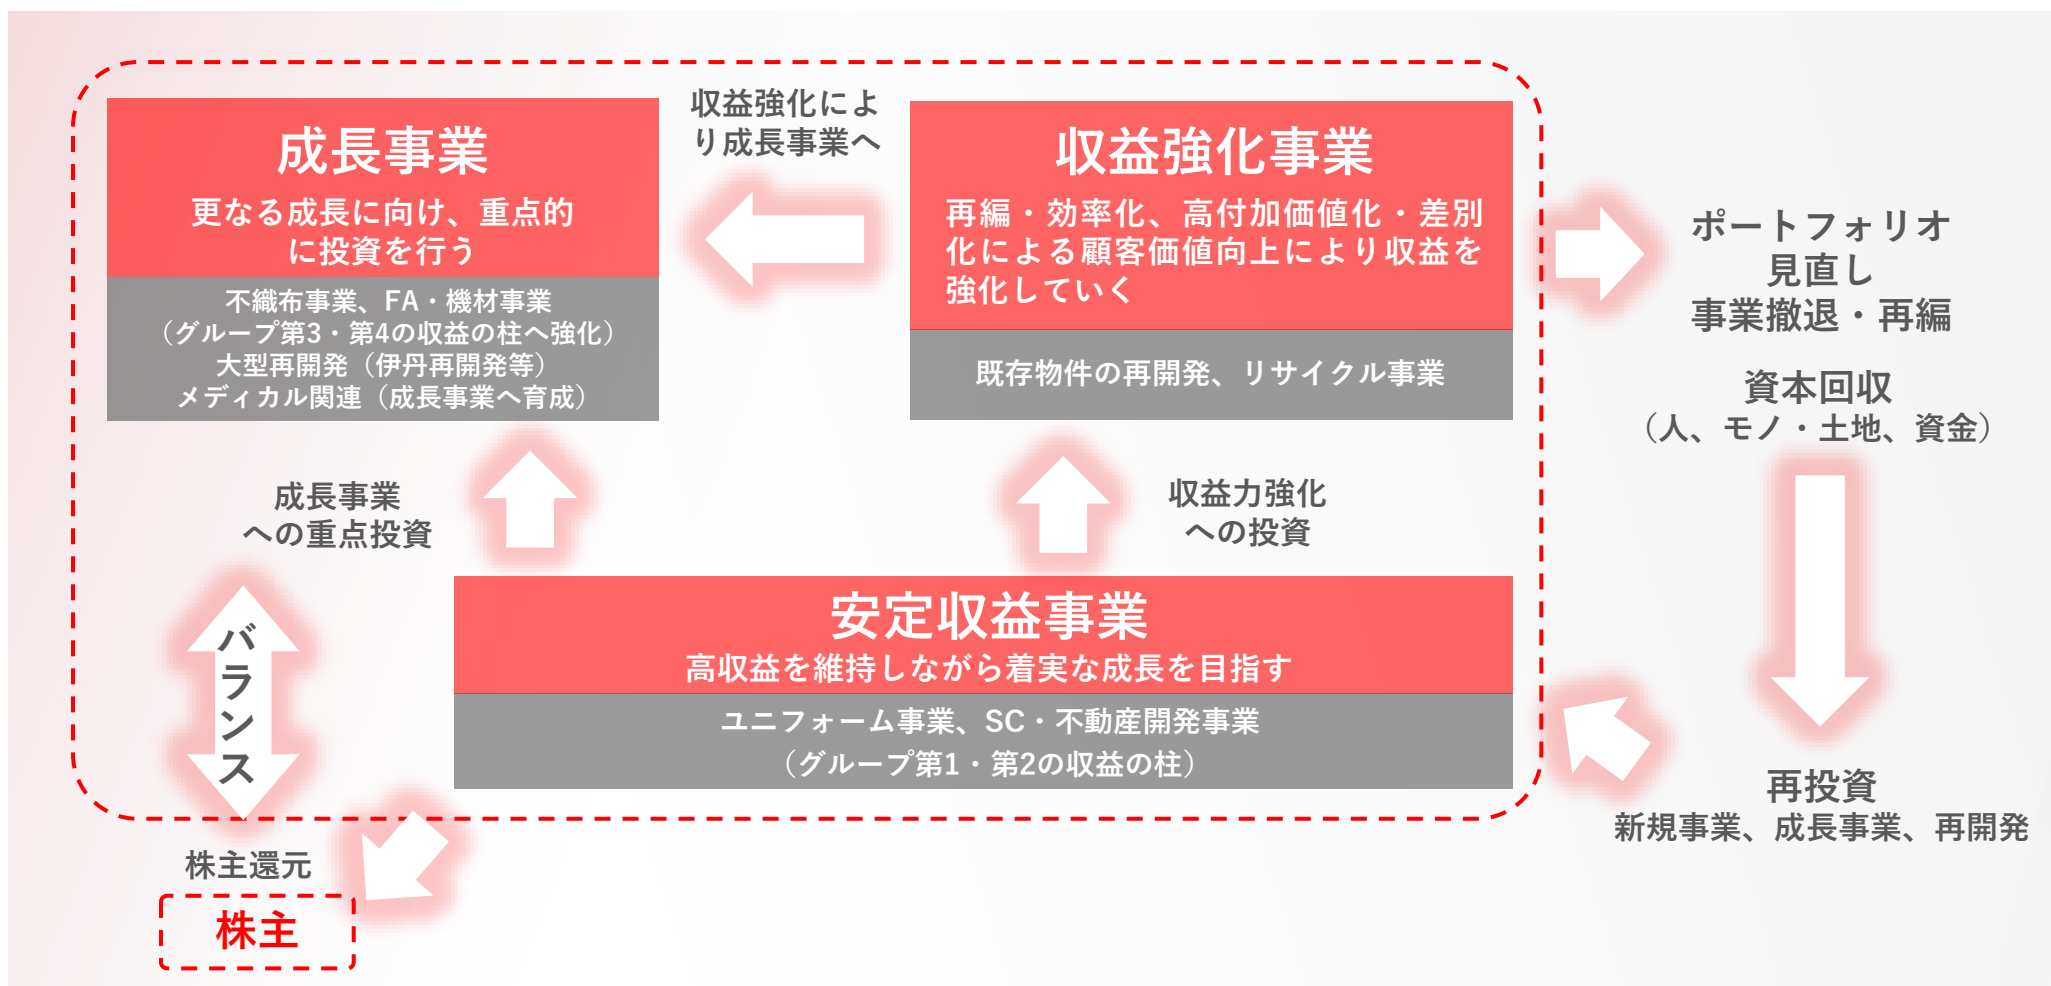 成長事業
更なる成長に向け、重点的
に投資を行う
不織布事業、FA・機材事業
（グループ第3・第4の収益の柱へ強化）
大型再開発（伊丹再開発等）
メディカル関連（成長事業へ育成）
収益強化によ
り成長事業へ
収益強化事業
再編・効率化、高付加価値化・差別
化による顧客価値向上により収益を
強化していく
既存物件の再開発、リサイクル事業
ポートフォリオ
見直し
事業撤退・再編
資本回収
（人、モノ・土地、資金）
成長事業
への重点投資
収益力強化
への投資
安定収益事業
高収益を維持しながら着実な成長を目指す
ユニフォーム事業、SC・不動産開発事業
（グループ第1・第2の収益の柱）
バランス
再投資
新規事業、成長事業、再開発
株主還元
株主